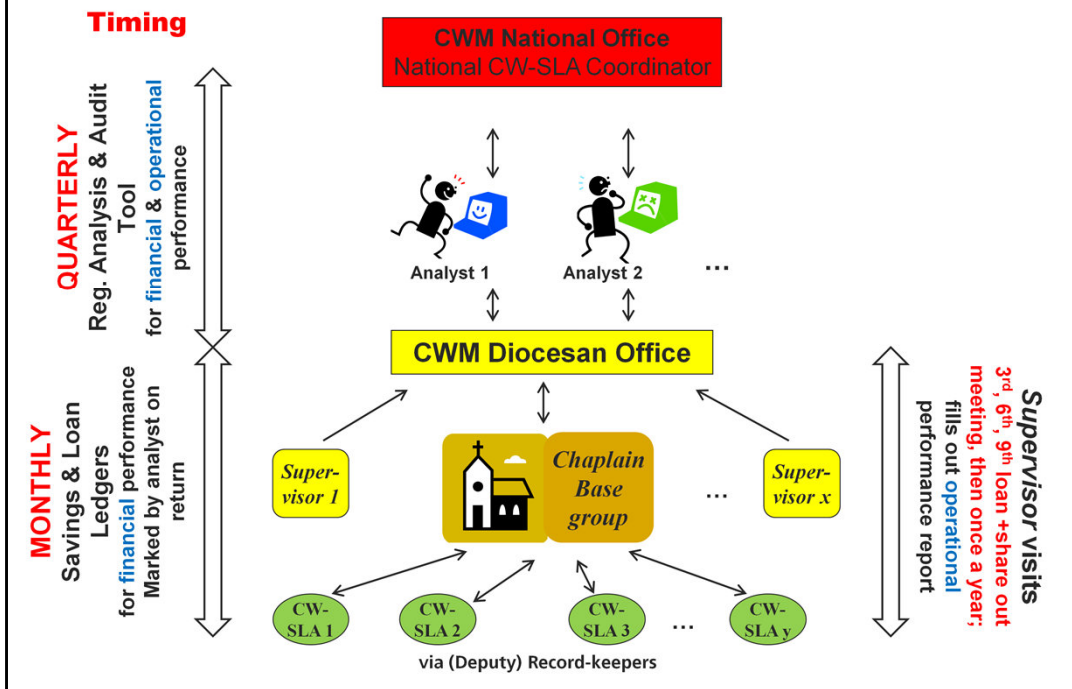 Timing
CWM National Office
National CW-SLA Coordinator
QUARTERLY
Reg. Analysis & Audit
Tool
for financial & operational
performance
Analyst 1
Analyst 2
...
CWM Diocesan Office
MONTHLY
Savings & Loan
Ledgers
for financial performance
Marked by analyst on
return
Super-
visor 1
Chaplain
Base
group
...
Super-
visor x
Supervisor visits
3rd, 6th, 9th loan +share out
meeting, then once a year;
fills out operational
performance report
CW-
SLA 1
CW-
SLA 2
CW-
SLA 3
...
CW-
SLA y
via (Deputy) Record-keepers